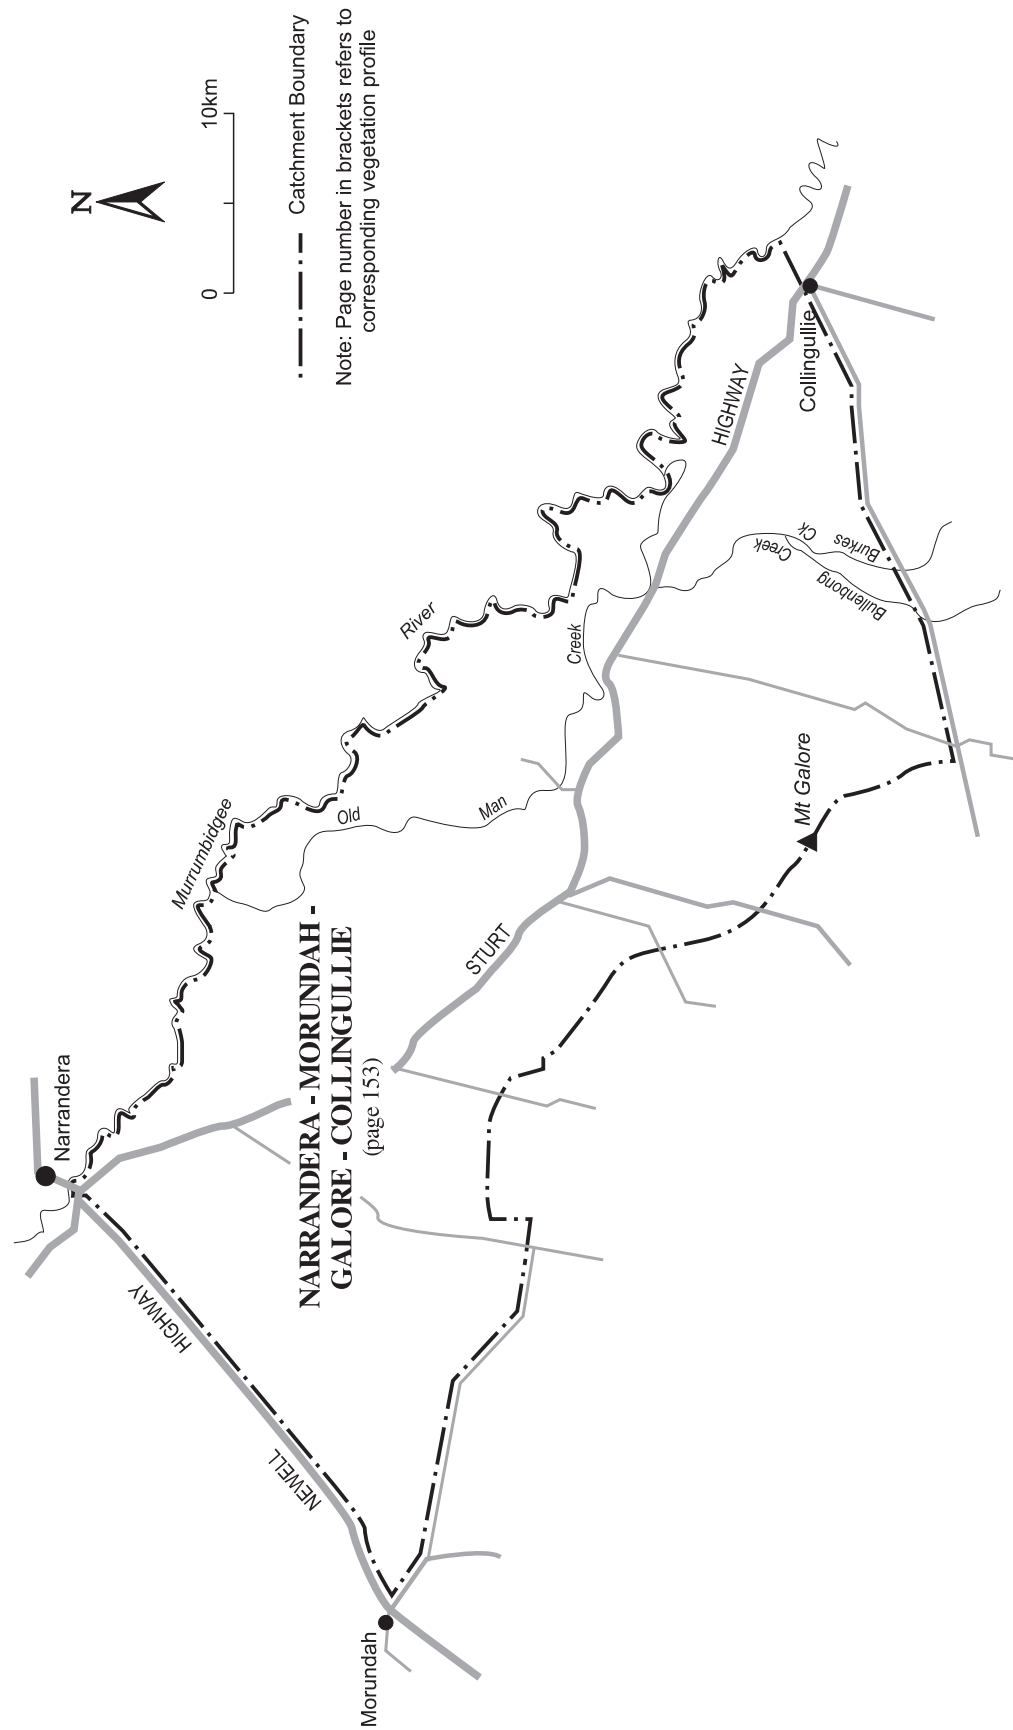 N
0
10km
Catchment Boundary
Note: Page number in brackets refers to
corresponding vegetation profile
Narrandera
Murrumbidgee
River
HIGHWAY
NEWELL
NARRANDERA - MORUNDAH -
GALORE - COLLINGULLIE
(page 153)
Old
Man
Creek
STURT
HIGHWAY
Collingullie
Burkes
Ck
Bullenbong
Creek
Mt Galore
Morundah